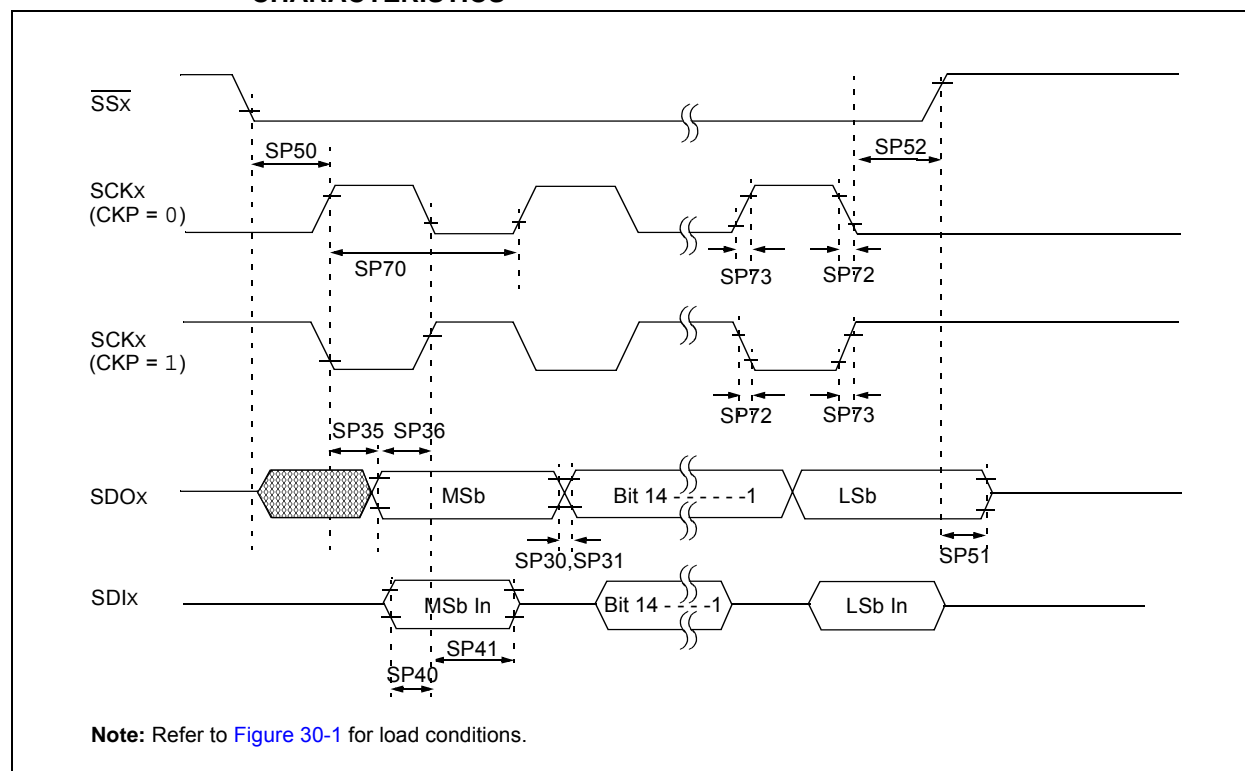 CHARACTERISTICS
SSx
SP50
SP52
SCKx
(CKP = 0)
SP70
SP73
SP72
SCKx
(CKP = 1)
SP72
SP73
SP35
SP36
SDOx
MSb
Bit 14 - - - - - -1
LSb
SP30,SP31
SP51
SDIx
MSb In
Bit 14 - - - -1
LSb In
SP41
SP40
Note: Refer to Figure 30-1 for load conditions.